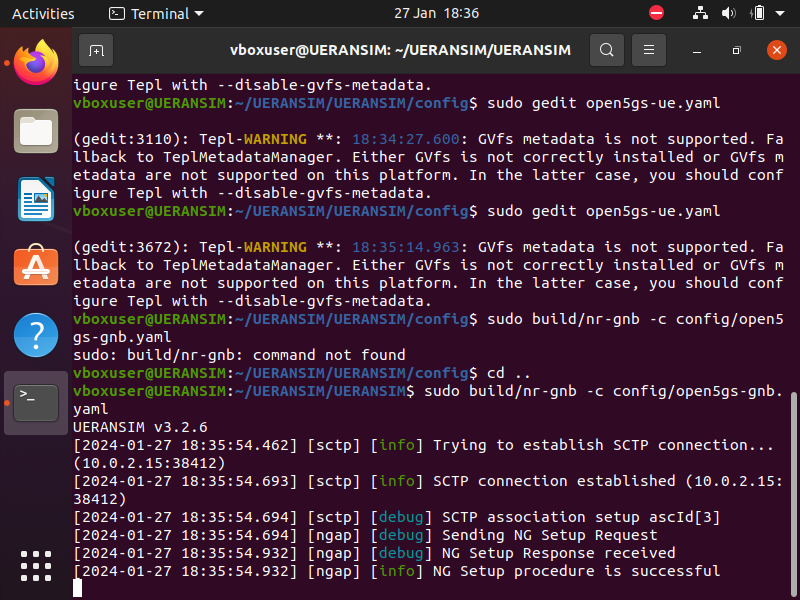 Activities
Terminal
27 Jan 18:36
vboxuser@UERANSIM: ~/UERANSIM/UERANSIM
igure Tepl with --disable-gvfs-metadata.
vboxuser@UERANSIM:~/UERANSIM/UERANSIM/config$ sudo gedit open5gs-ue.yaml
(gedit:3110): Tepl-WARNING **: 18:34:27.600: GVfs metadata is not supported. Fa
llback to TeplMetadataManager. Either GVfs is not correctly installed or GVfs m
etadata are not supported on this platform. In the latter case, you should conf
igure Tepl with --disable-gvfs-metadata.
vboxuser@UERANSIM:~/UERANSIM/UERANSIM/config$ sudo gedit open5gs-ue.yaml
(gedit:3672): Tepl-WARNING **: 18:35:14.963: GVfs metadata is not supported. Fa
llback to TeplMetadataManager. Either GVfs is not correctly installed or GVfs m
etadata are not supported on this platform. In the latter case, you should conf
igure Tepl with --disable-gvfs-metadata.
vboxuser@UERANSIM:~/UERANSIM/UERANSIM/config$ sudo build/nr-gnb -c config/open5
gs-gnb.yaml
sudo: build/nr-gnb: command not found
vboxuser@UERANSIM:~/UERANSIM/UERANSIM/config$ cd ..
vboxuser@UERANSIM:~/UERANSIM/UERANSIM$ sudo build/nr-gnb -c config/open5gs-gnb.
yaml
UERANSIM v3.2.6
[2024-01-27 18:35:54.462] [sctp] [info] Trying to establish SCTP connection...
(10.0.2.15:38412)
[2024-01-27 18:35:54.693] [sctp] [info] SCTP connection established (10.0.2.15:
38412)
[2024-01-27 18:35:54.694] [sctp] [debug] SCTP association setup ascId[3]
[2024-01-27 18:35:54.694] [ngap] [debug] Sending NG Setup Request
[2024-01-27 18:35:54.932] [ngap] [debug] NG Setup Response received
[2024-01-27 18:35:54.932] [ngap] [info] NG Setup procedure is successful